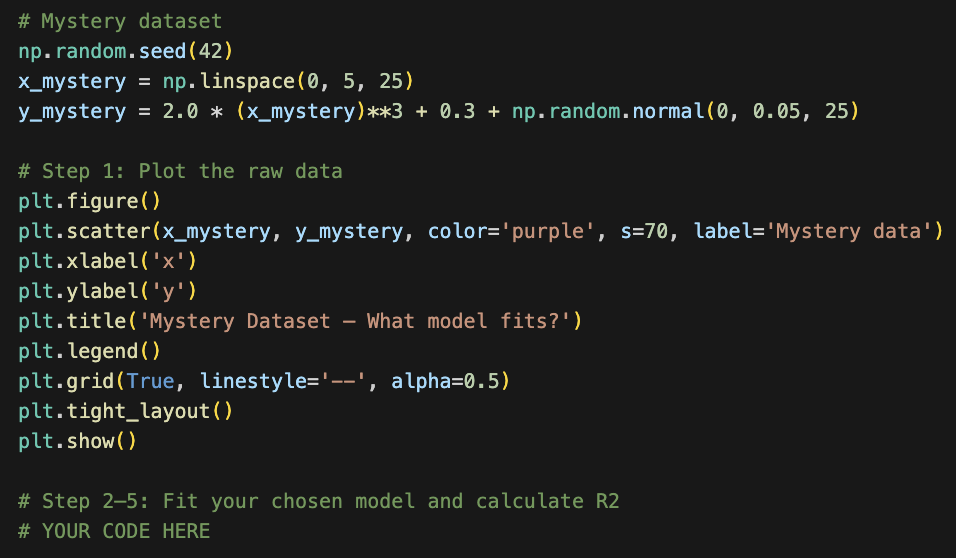 # Mystery dataset
np.random.seed(42)
x_mystery = np.linspace(0, 5, 25)
y_mystery = 2.0 * (x_mystery)**3 + 0.3 + np.random.normal(0, 0.05, 25)
# Step 1: Plot the raw data
plt.figure()
plt.scatter(x_mystery, y_mystery, color='purple', s=70, label='Mystery data')
plt.xlabel('x')
plt.ylabel('y')
plt.title('Mystery Dataset — What model fits?')
plt.legend()
plt.grid(True, linestyle='--', alpha=0.5)
plt.tight_layout()
plt.show()
# Step 2–5: Fit your chosen model and calculate R2
# YOUR CODE HERE